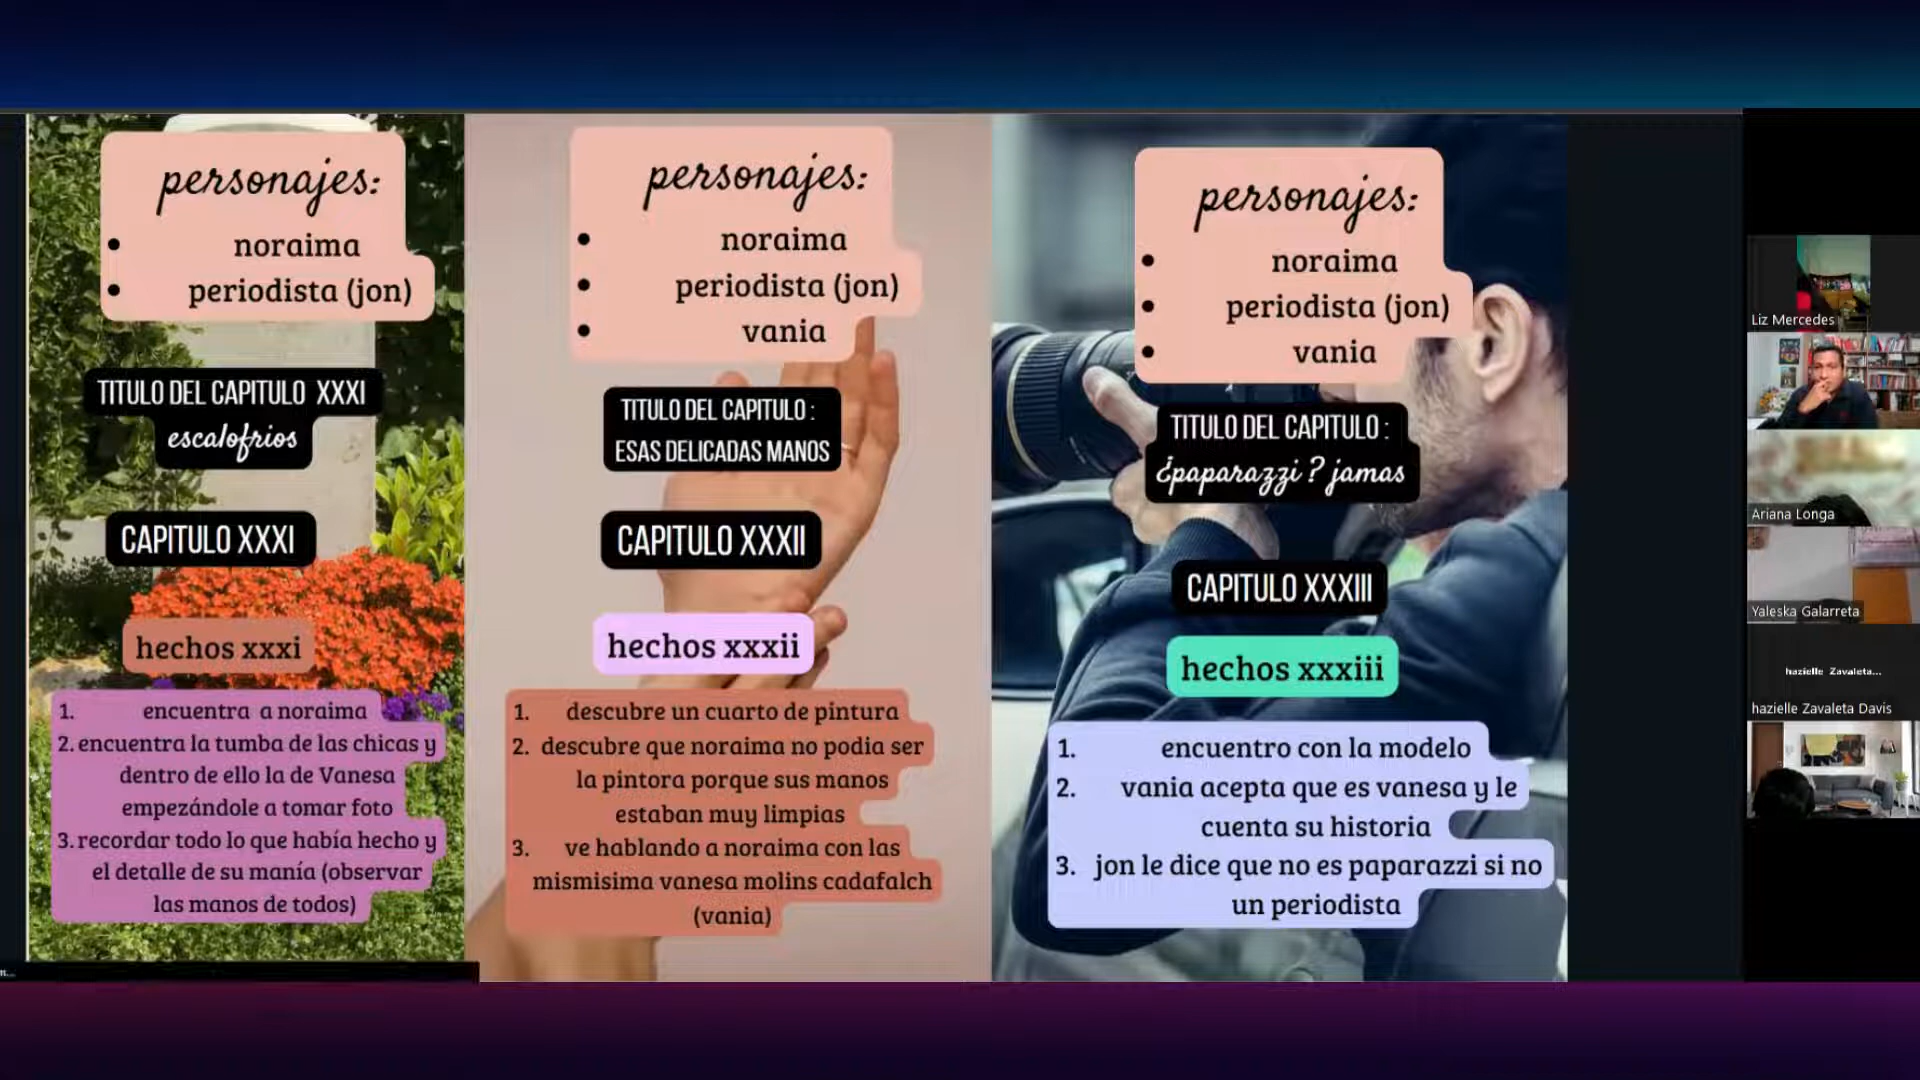 personajes:
• noraima
• periodista (jon)
TITULO DEL CAPITULO XXXI
escalofrios
CAPITULO XXXI
hechos xxxi
1. encuentra a noraima
2. encuentra la tumba de las chicas y
dentro de ello la de Vanesa
empezándole a tomar foto
3. recordar todo lo que había hecho y
el detalle de su manía (observar
las manos de todos)
personajes:
• noraima
• periodista (jon)
• vania
TITULO DEL CAPITULO :
ESAS DELICADAS MANOS
CAPITULO XXXII
hechos xxxii
1. descubre un cuarto de pintura
2. descubre que noraima no podia ser
la pintora porque sus manos
estaban muy limpias
3. ve hablando a noraima con las
mismisima vanesa molins cadafalch
(vania)
personajes:
• noraima
• periodista (jon)
• vania
TITULO DEL CAPITULO :
¿paparazzi ? jamas
CAPITULO XXXIII
hechos xxxiii
1. encuentro con la modelo
2. vania acepta que es vanesa y le
cuenta su historia
3. jon le dice que no es paparazzi si no
un periodista
Liz Mercedes
Ariana Longa
Yaleska Galarreta
hazielle Zavaleta...
hazielle Zavaleta Davis